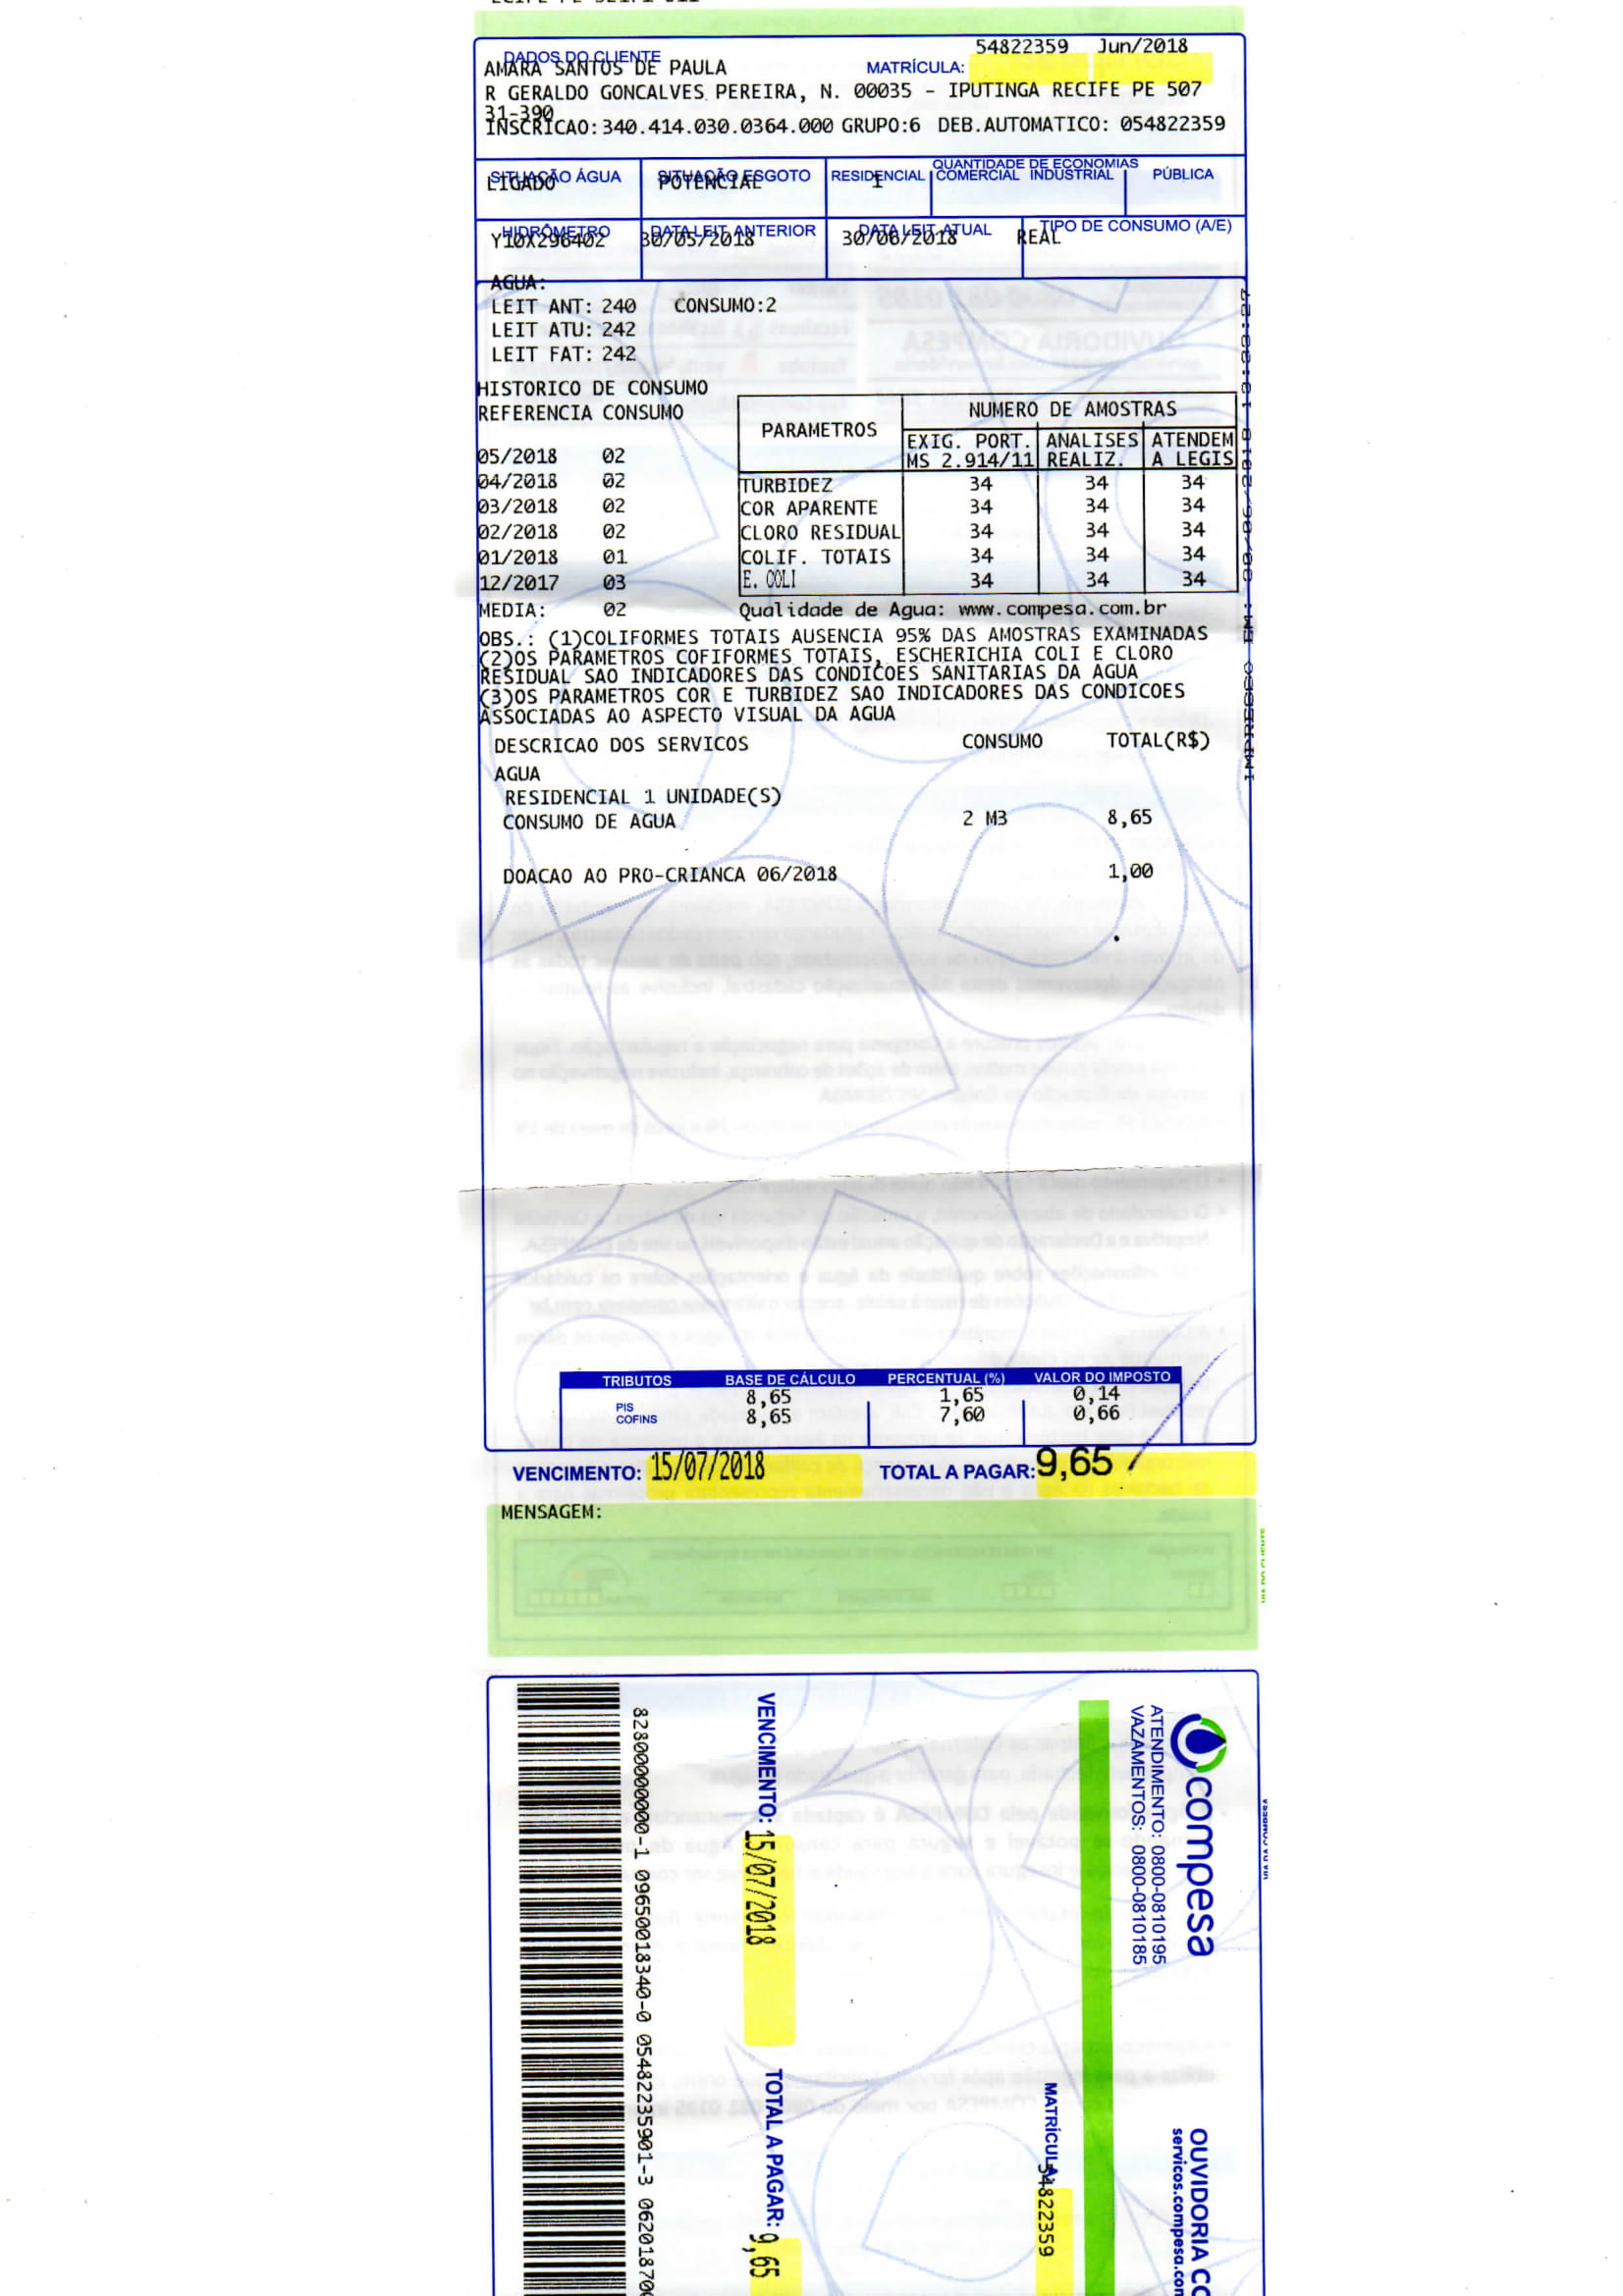 DADOS DO CLIENTE
AMARA SANTOS DE PAULA
MATRÍCULA: 54822359 Jun/2018
R GERALDO GONCALVES PEREIRA, N. 00035 - IPUTINGA RECIFE PE 507
31-390
INSCRICAO:340.414.030.0364.000 GRUPO:6 DEB.AUTOMATICO: 054822359
QUANTIDADE DE ECONOMIAS
SITUAÇÃO ÁGUA SITUAÇÃO ESGOTO RESIDENCIAL COMERCIAL INDUSTRIAL PÚBLICA
LIGADO POTENCIAL 1
HIDRÔMETRO DATA LEIT. ANTERIOR DATA LEIT. ATUAL TIPO DE CONSUMO (A/E)
Y10X296402 30/05/2018 30/06/2018 REAL
AGUA:
LEIT ANT: 240 CONSUMO:2
LEIT ATU: 242
LEIT FAT: 242
HISTORICO DE CONSUMO
REFERENCIA CONSUMO
05/2018 02
04/2018 02
03/2018 02
02/2018 02
01/2018 01
12/2017 03
MEDIA: 02
PARAMETROS NUMERO DE AMOSTRAS
EXIG. PORT. ANALISES ATENDEM
MS 2.914/11 REALIZ. A LEGIS
TURBIDEZ 34 34 34
COR APARENTE 34 34 34
CLORO RESIDUAL 34 34 34
COLIF. TOTAIS 34 34 34
E. COLI 34 34 34
Qualidade de Agua: www.compesa.com.br
OBS.: (1)COLIFORMES TOTAIS AUSENCIA 95% DAS AMOSTRAS EXAMINADAS
(2)OS PARAMETROS COFIFORMES TOTAIS, ESCHERICHIA COLI E CLORO
RESIDUAL SAO INDICADORES DAS CONDICOES SANITARIAS DA AGUA
(3)OS PARAMETROS COR E TURBIDEZ SAO INDICADORES DAS CONDICOES
ASSOCIADAS AO ASPECTO VISUAL DA AGUA
IMPRESSO EM: 30/06/2018
DESCRICAO DOS SERVICOS CONSUMO TOTAL(R$)
AGUA
RESIDENCIAL 1 UNIDADE(S)
CONSUMO DE AGUA 2 M3 8,65
DOACAO AO PRO-CRIANCA 06/2018 1,00
TRIBUTOS BASE DE CÁLCULO PERCENTUAL (%) VALOR DO IMPOSTO
PIS 8,65 1,65 0,14
COFINS 8,65 7,60 0,66
VENCIMENTO: 15/07/2018 TOTAL A PAGAR: 9,65
MENSAGEM:
VIA DO CLIENTE
VIA DA COMPESA
compesa
ATENDIMENTO: 0800-0810195
VAZAMENTOS: 0800-0810185
OUVIDORIA
MATRÍCULA: 54822359
VENCIMENTO: 15/07/2018 TOTAL A PAGAR: 9,65
82800000000-1 09650018340-0 05482235901-3